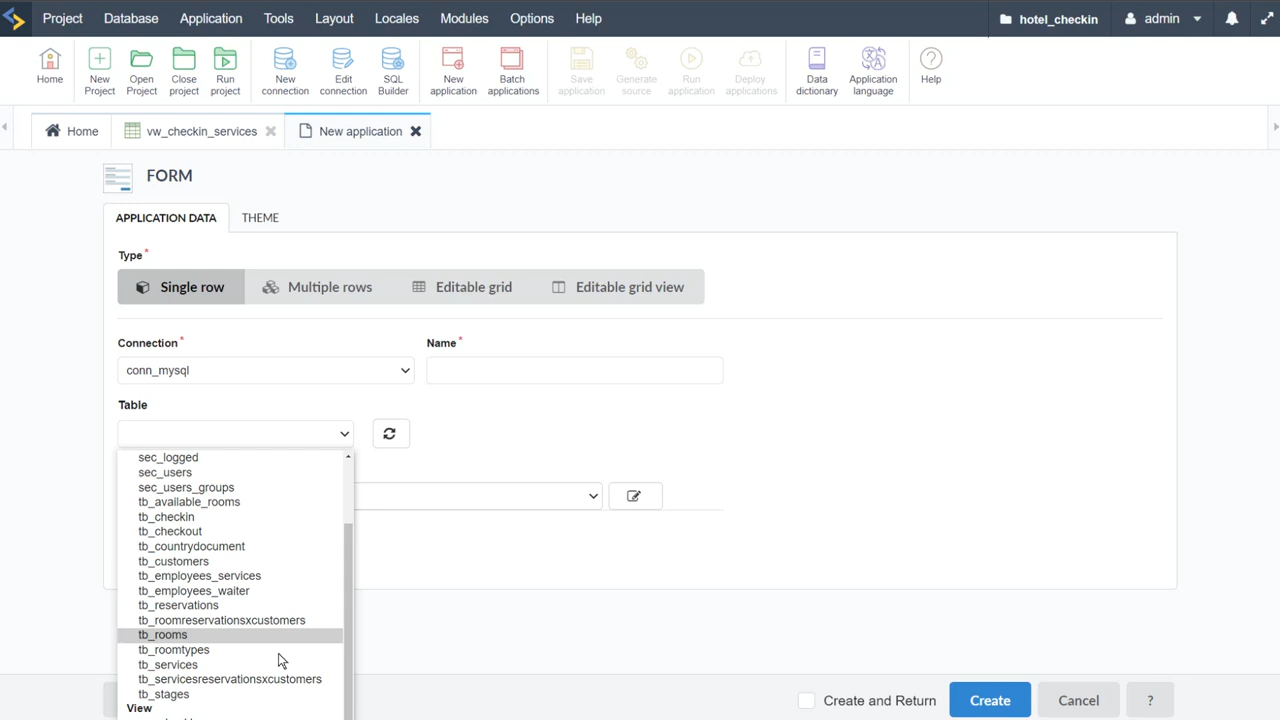 Project Database Application Tools Layout Locales Modules Options Help hotel_checkin admin
Home New Project Open Project Close project Run project New connection Edit connection SQL Builder New application Batch applications Save application Generate source Run application Deploy applications Data dictionary Application language Help
Home vw_checkin_services New application
FORM
APPLICATION DATA THEME
Type*
Single row Multiple rows Editable grid Editable grid view
Connection* Name*
conn_mysql
Table
sec_logged
sec_users
sec_users_groups
tb_available_rooms
tb_checkin
tb_checkout
tb_countrydocument
tb_customers
tb_employees_services
tb_employees_waiter
tb_reservations
tb_roomreservationsxcustomers
tb_rooms
tb_roomtypes
tb_services
tb_servicesreservationsxcustomers
tb_stages
View
Create and Return Create Cancel ?